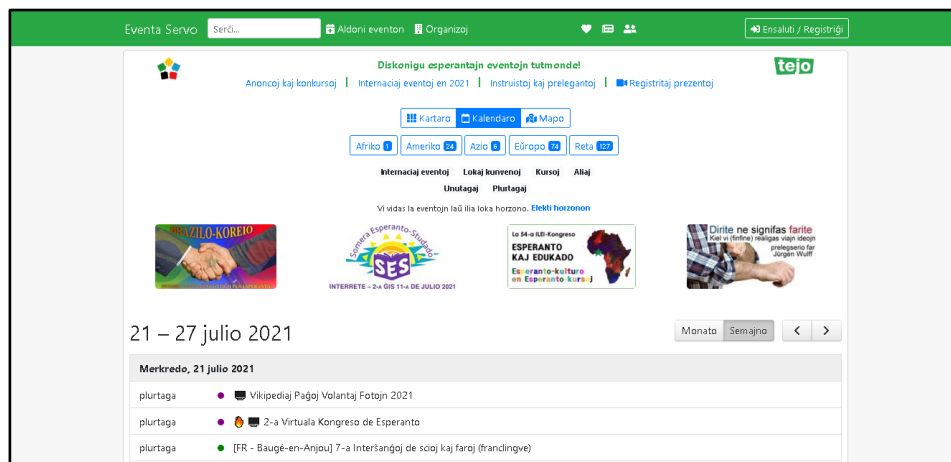 Eventa Servo Serĉi... Aldoni eventon Organizoj Ensaluti / Registriĝi
Diskonigu esperantajn eventojn tutmonde!
tejo
Anoncoj kaj konkursoj | Internaciaj eventoj en 2021 | Instruistoj kaj prelegantoj | Registritaj prezentoj
Kartaro Kalendaro Mapo
Afriko 1 Ameriko 24 Azio 6 Eŭropo 74 Reta 127
Internaciaj eventoj Lokaj kunvenoj Kursoj Aliaj
Unutagaj Plurtagaj
Vi vidas la eventojn laŭ ilia loka horzono. Elekti horzonon
BRAZILO-KOREIO
Somera Esperanto-Studado
SES
INTERRETE – 2-A ĜIS 11-A DE JULIO 2021
La 54-a ILEI-Kongreso
ESPERANTO
KAJ EDUKADO
Esperanto-kulturo
en Esperanto-kursoj
Dirite ne signifas farite
Kiel vi (finfine) realigas viajn ideojn
prelegserio far
Jürgen Wulff
21 – 27 julio 2021
Monato Semajno
Merkredo, 21 julio 2021
plurtaga Vikipediaj Paĝoj Volantaj Fotojn 2021
plurtaga 2-a Virtuala Kongreso de Esperanto
plurtaga [FR - Baugé-en-Anjou] 7-a Interŝanĝoj de scioj kaj faroj (franclingve)